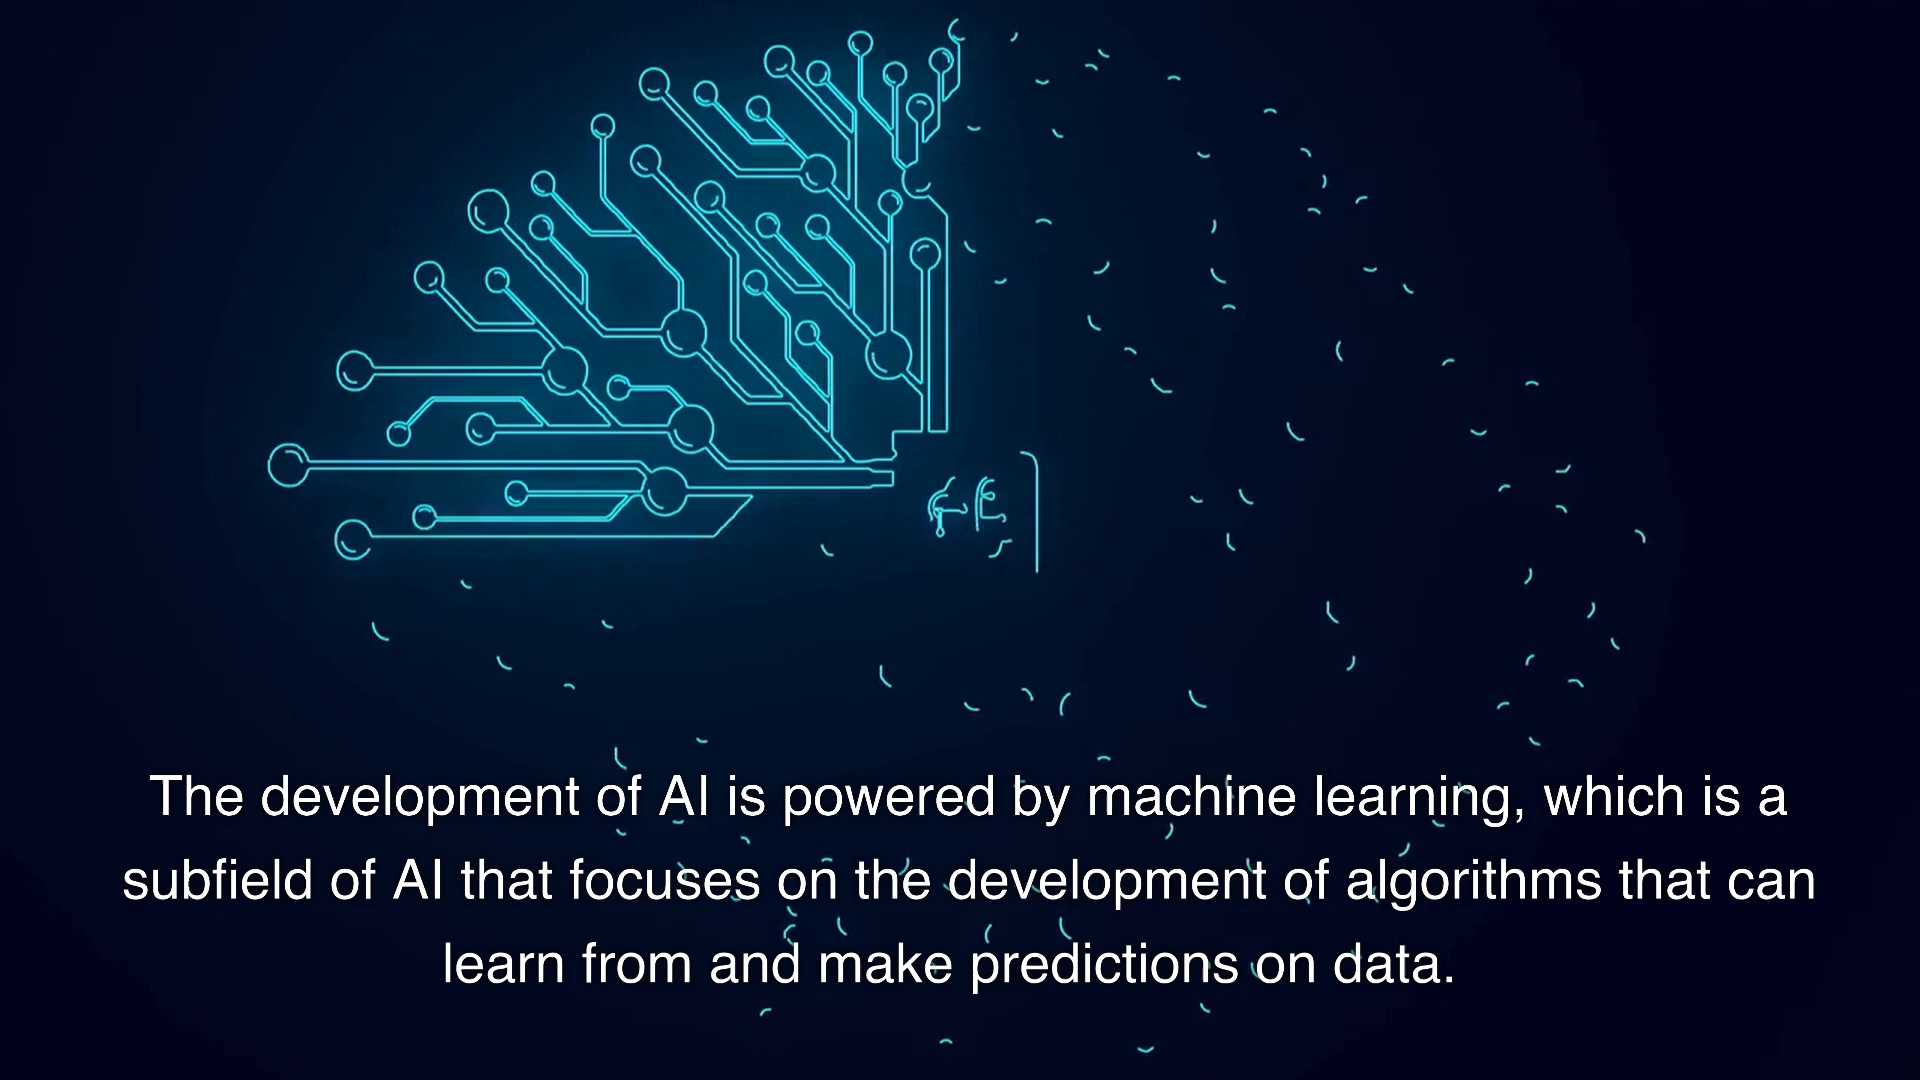 The development of AI is powered by machine learning, which is a
subfield of AI that focuses on the development of algorithms that can
learn from and make predictions on data.